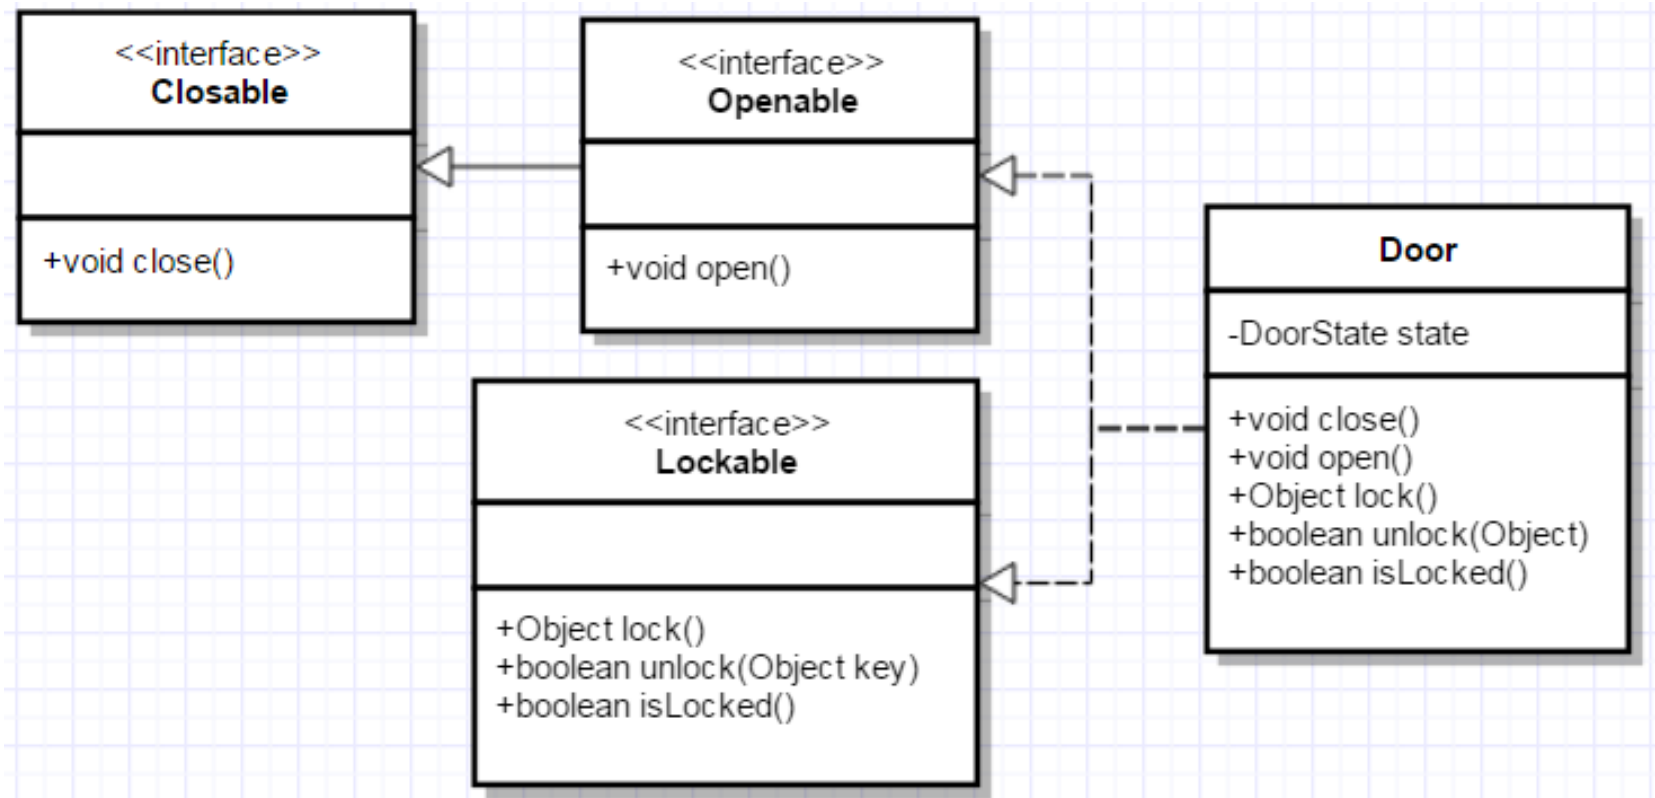 <<interface>>
Closable
+void close()
<<interface>>
Openable
+void open()
<<interface>>
Lockable
+Object lock()
+boolean unlock(Object key)
+boolean isLocked()
Door
-DoorState state
+void close()
+void open()
+Object lock()
+boolean unlock(Object)
+boolean isLocked()